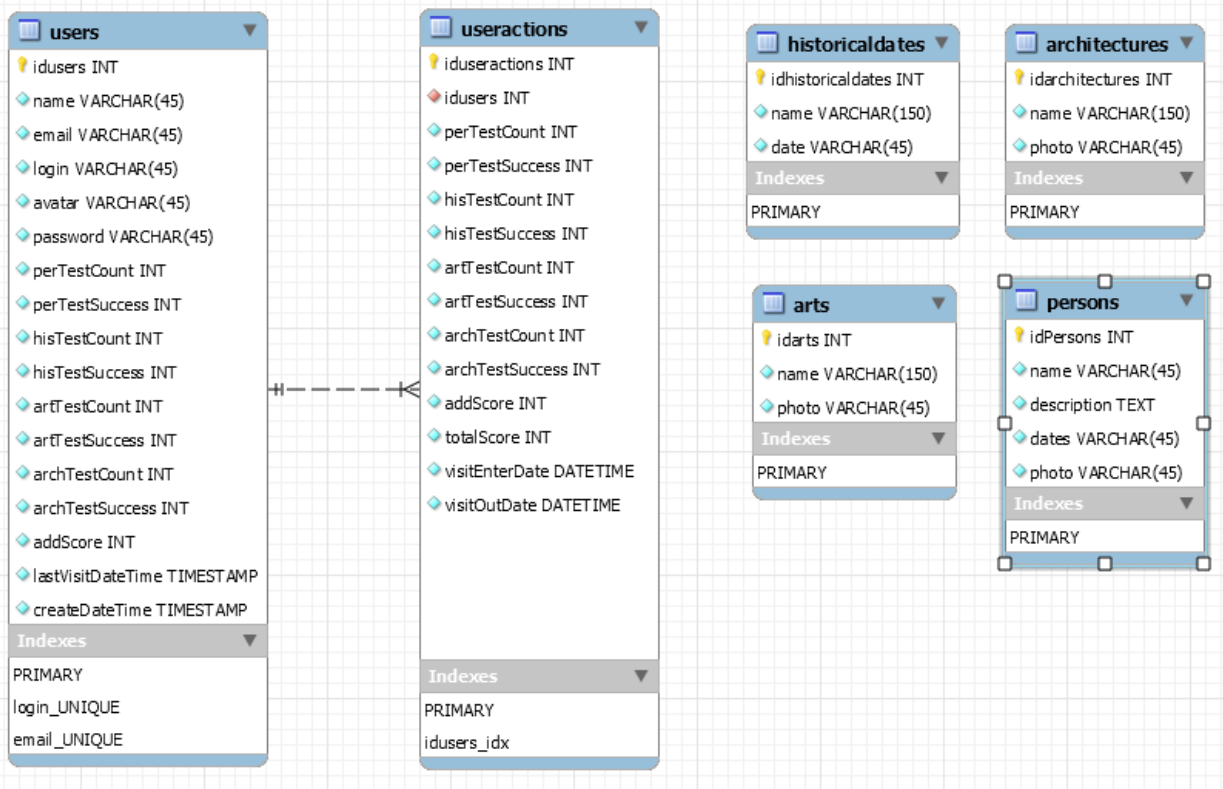 users
idusers INT
name VARCHAR(45)
email VARCHAR(45)
login VARCHAR(45)
avatar VARCHAR(45)
password VARCHAR(45)
perTestCount INT
perTestSuccess INT
hisTestCount INT
hisTestSuccess INT
artTestCount INT
artTestSuccess INT
archTestCount INT
archTestSuccess INT
addScore INT
lastVisitDateTime TIMESTAMP
createDateTime TIMESTAMP
Indexes
PRIMARY
login_UNIQUE
email_UNIQUE
useractions
iduseractions INT
idusers INT
perTestCount INT
perTestSuccess INT
hisTestCount INT
hisTestSuccess INT
artTestCount INT
artTestSuccess INT
archTestCount INT
archTestSuccess INT
addScore INT
totalScore INT
visitEnterDate DATETIME
visitOutDate DATETIME
Indexes
PRIMARY
idusers_idx
historicaldates
idhistoricaldates INT
name VARCHAR(150)
date VARCHAR(45)
Indexes
PRIMARY
architectures
idarchitectures INT
name VARCHAR(150)
photo VARCHAR(45)
Indexes
PRIMARY
arts
idarts INT
name VARCHAR(150)
photo VARCHAR(45)
Indexes
PRIMARY
persons
idPersons INT
name VARCHAR(45)
description TEXT
dates VARCHAR(45)
photo VARCHAR(45)
Indexes
PRIMARY